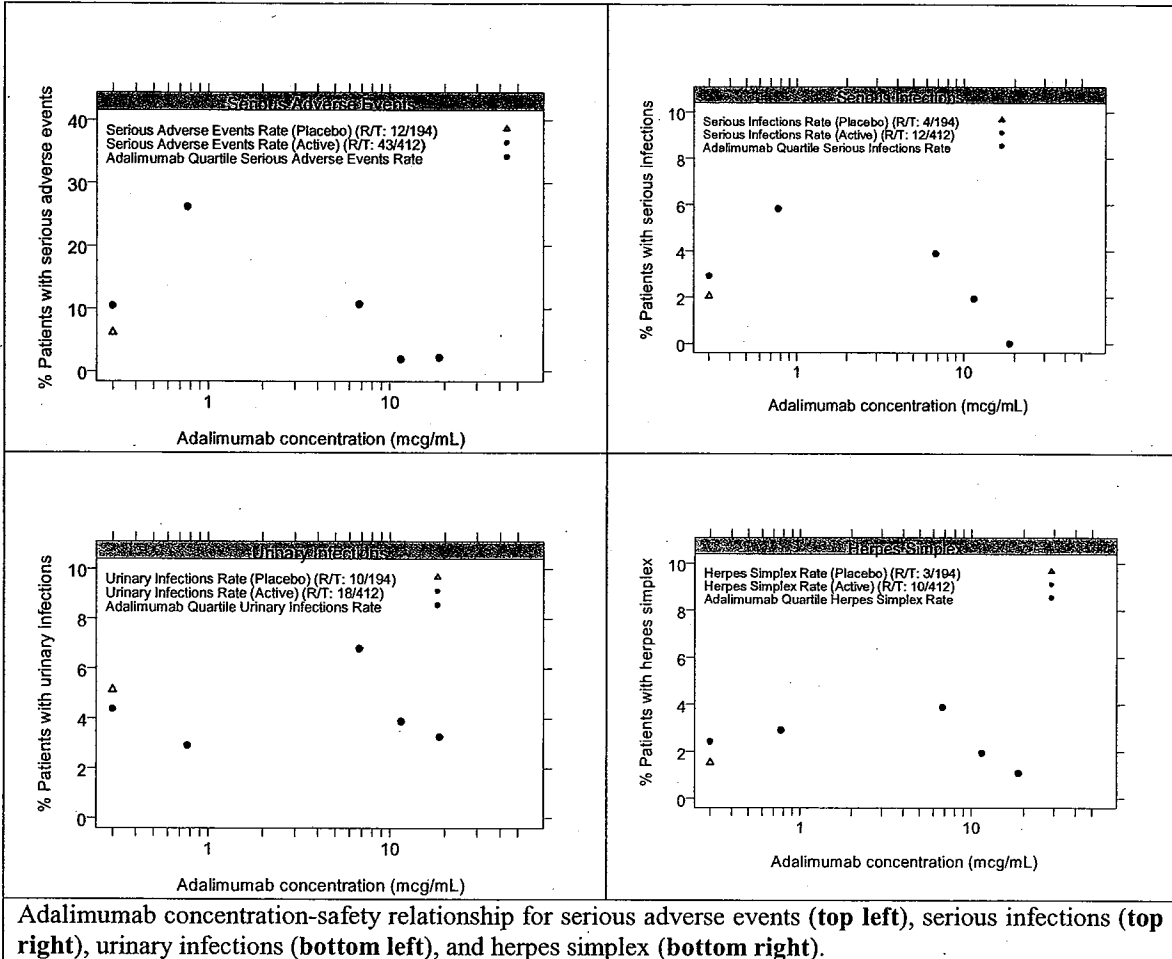 Serious Adverse Events
Serious Adverse Events Rate (Placebo) (R/T: 12/194)
Serious Adverse Events Rate (Active) (R/T: 43/412)
Adalimumab Quartile Serious Adverse Events Rate
% Patients with serious adverse events
40
30
20
10
0
1
10
Adalimumab concentration (mcg/mL)
Serious Infections
Serious Infections Rate (Placebo) (R/T: 4/194)
Serious Infections Rate (Active) (R/T: 12/412)
Adalimumab Quartile Serious Infections Rate
% Patients with serious infections
10
8
6
4
2
0
1
10
Adalimumab concentration (mcg/mL)
Urinary Infections
Urinary Infections Rate (Placebo) (R/T: 10/194)
Urinary Infections Rate (Active) (R/T: 18/412)
Adalimumab Quartile Urinary Infections Rate
% Patients with urinary infections
10
8
6
4
2
0
1
10
Adalimumab concentration (mcg/mL)
Herpes Simplex
Herpes Simplex Rate (Placebo) (R/T: 3/194)
Herpes Simplex Rate (Active) (R/T: 10/412)
Adalimumab Quartile Herpes Simplex Rate
% Patients with herpes simplex
10
8
6
4
2
0
1
10
Adalimumab concentration (mcg/mL)
Adalimumab concentration-safety relationship for serious adverse events (top left), serious infections (top
right), urinary infections (bottom left), and herpes simplex (bottom right).